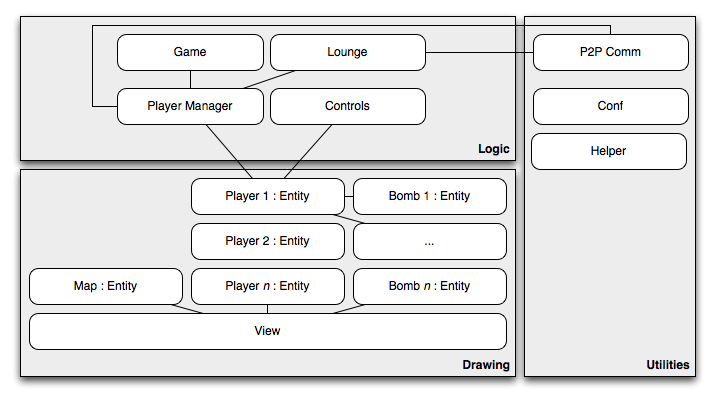 Game
Lounge
P2P Comm
Player Manager
Controls
Conf
Helper
Logic
Player 1 : Entity
Bomb 1 : Entity
Player 2 : Entity
...
Map : Entity
Player n : Entity
Bomb n : Entity
View
Drawing
Utilities